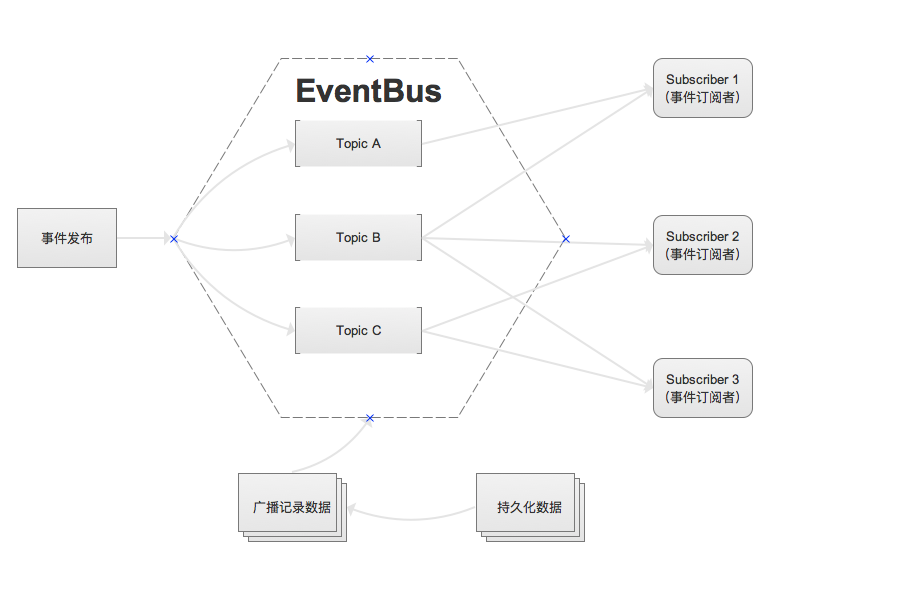 EventBus
Subscriber 1
(事件订阅者)
Topic A
事件发布
Topic B
Subscriber 2
(事件订阅者)
Topic C
Subscriber 3
(事件订阅者)
广播记录数据
持久化数据